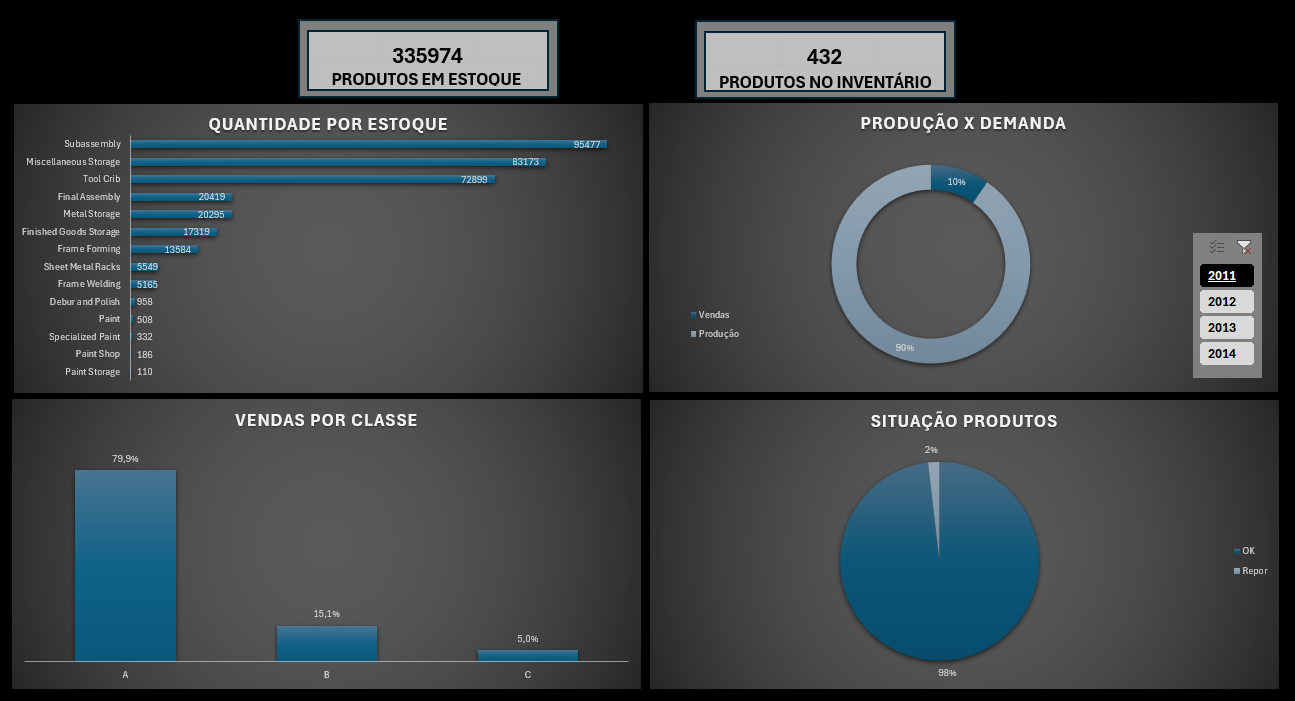 335974
PRODUTOS EM ESTOQUE
432
PRODUTOS NO INVENTÁRIO
QUANTIDADE POR ESTOQUE
Subassembly 95477
Miscellaneous Storage 83173
Tool Crib 72899
Final Assembly 20419
Metal Storage 20295
Finished Goods Storage 17319
Frame Forming 13584
Sheet Metal Racks 5549
Frame Welding 5165
Debur and Polish 958
Paint 508
Specialized Paint 332
Paint Shop 186
Paint Storage 110
PRODUÇÃO X DEMANDA
10%
90%
Vendas
Produção
2011
2012
2013
2014
VENDAS POR CLASSE
79,9%
15,1%
5,0%
A B C
SITUAÇÃO PRODUTOS
2%
98%
OK
Repor